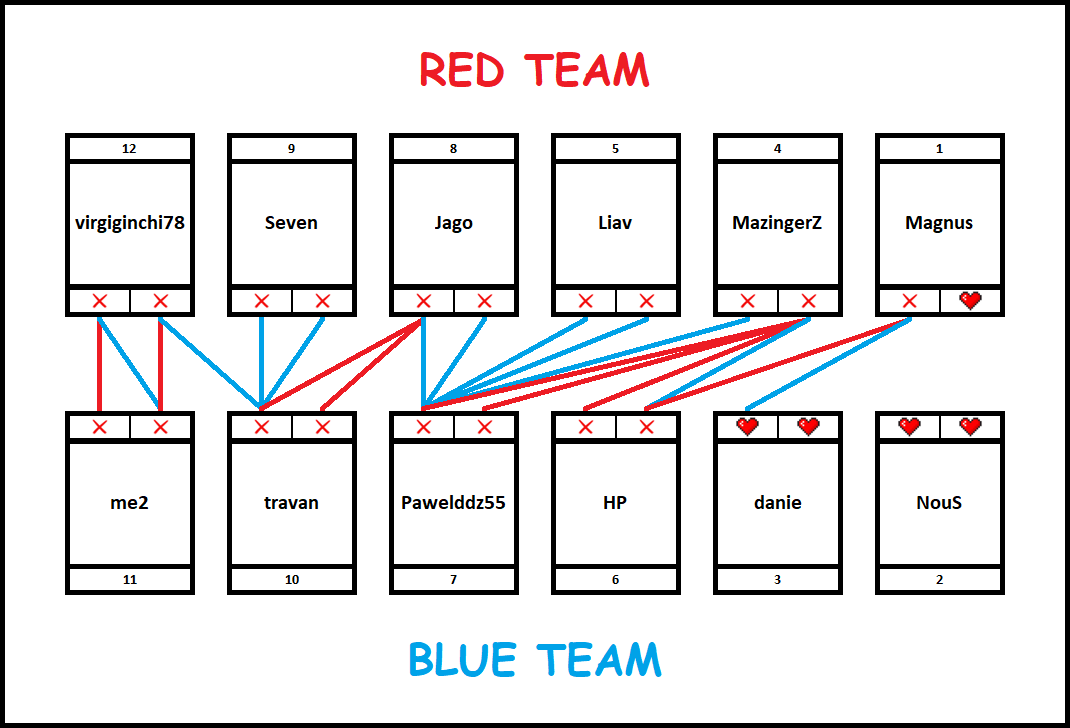 RED TEAM
12 9 8 5 4 1
virgiginchi78 Seven Jago Liav MazingerZ Magnus
me2 travan Pawelddz55 HP danie NouS
11 10 7 6 3 2
BLUE TEAM